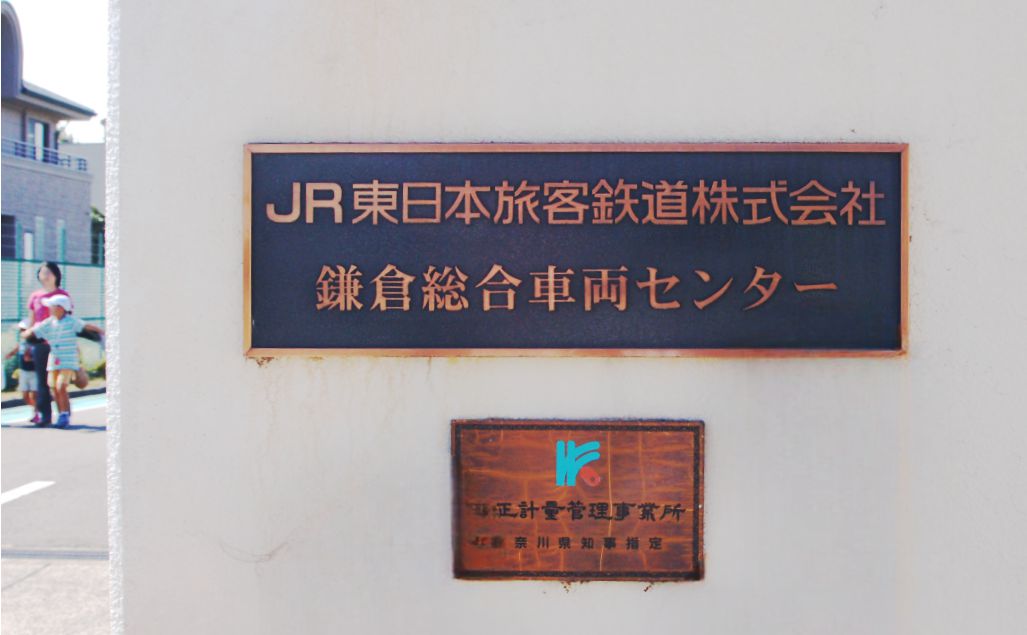 JR東日本旅客鉄道株式会社
鎌倉総合車両センター
正計量管理事業所
奈川県知事指定